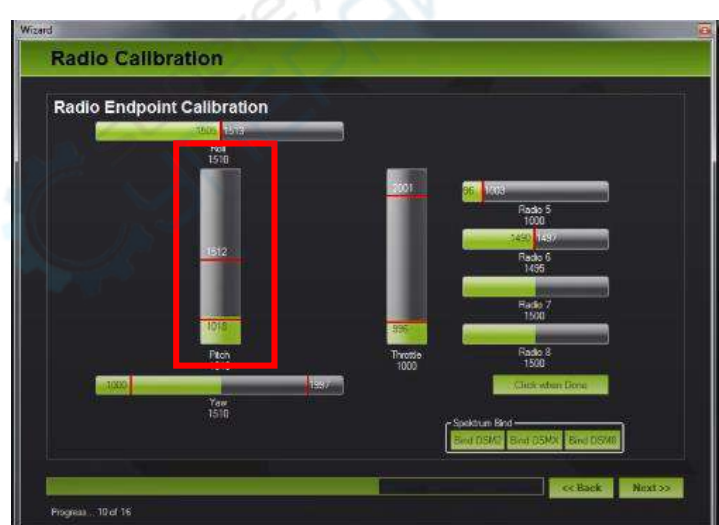 Wizard
Radio Calibration
Radio Endpoint Calibration
1505 1513
Roll
1510
1512
1018
Pitch
2001
996
Throttle
1000
96 1003
Radio 5
1000
1490 1497
Radio 6
1495
Radio 7
1500
Radio 8
1500
Click when Done
1000 1997
Yaw
1510
Spektrum Bind
Bind DSM2 Bind DSMX Bind DSM8
<< Back Next >>
Progress... 10 of 16